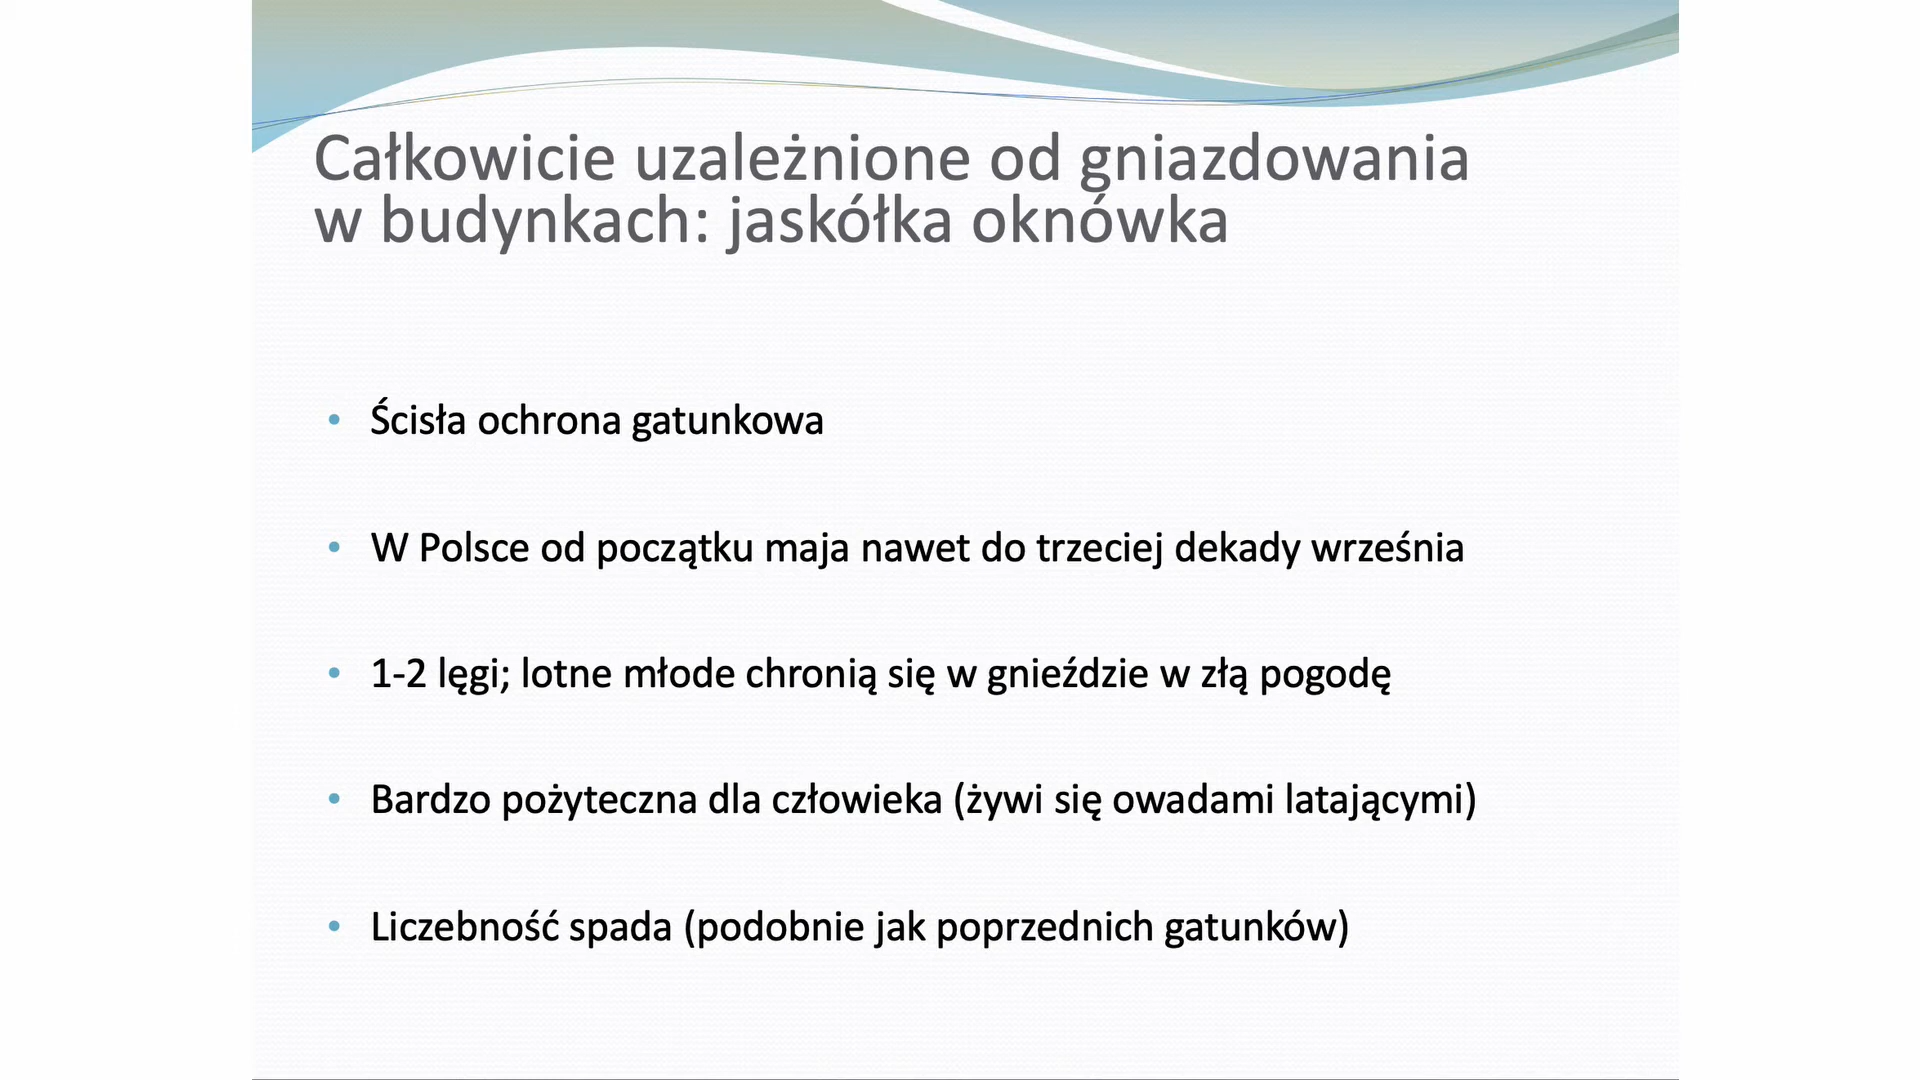 Całkowicie uzależnione od gniazdowania
w budynkach: jaskółka oknówka
• Ścisła ochrona gatunkowa
• W Polsce od początku maja nawet do trzeciej dekady września
• 1-2 lęgi; lotne młode chronią się w gnieździe w złą pogodę
• Bardzo pożyteczna dla człowieka (żywi się owadami latającymi)
• Liczebność spada (podobnie jak poprzednich gatunków)